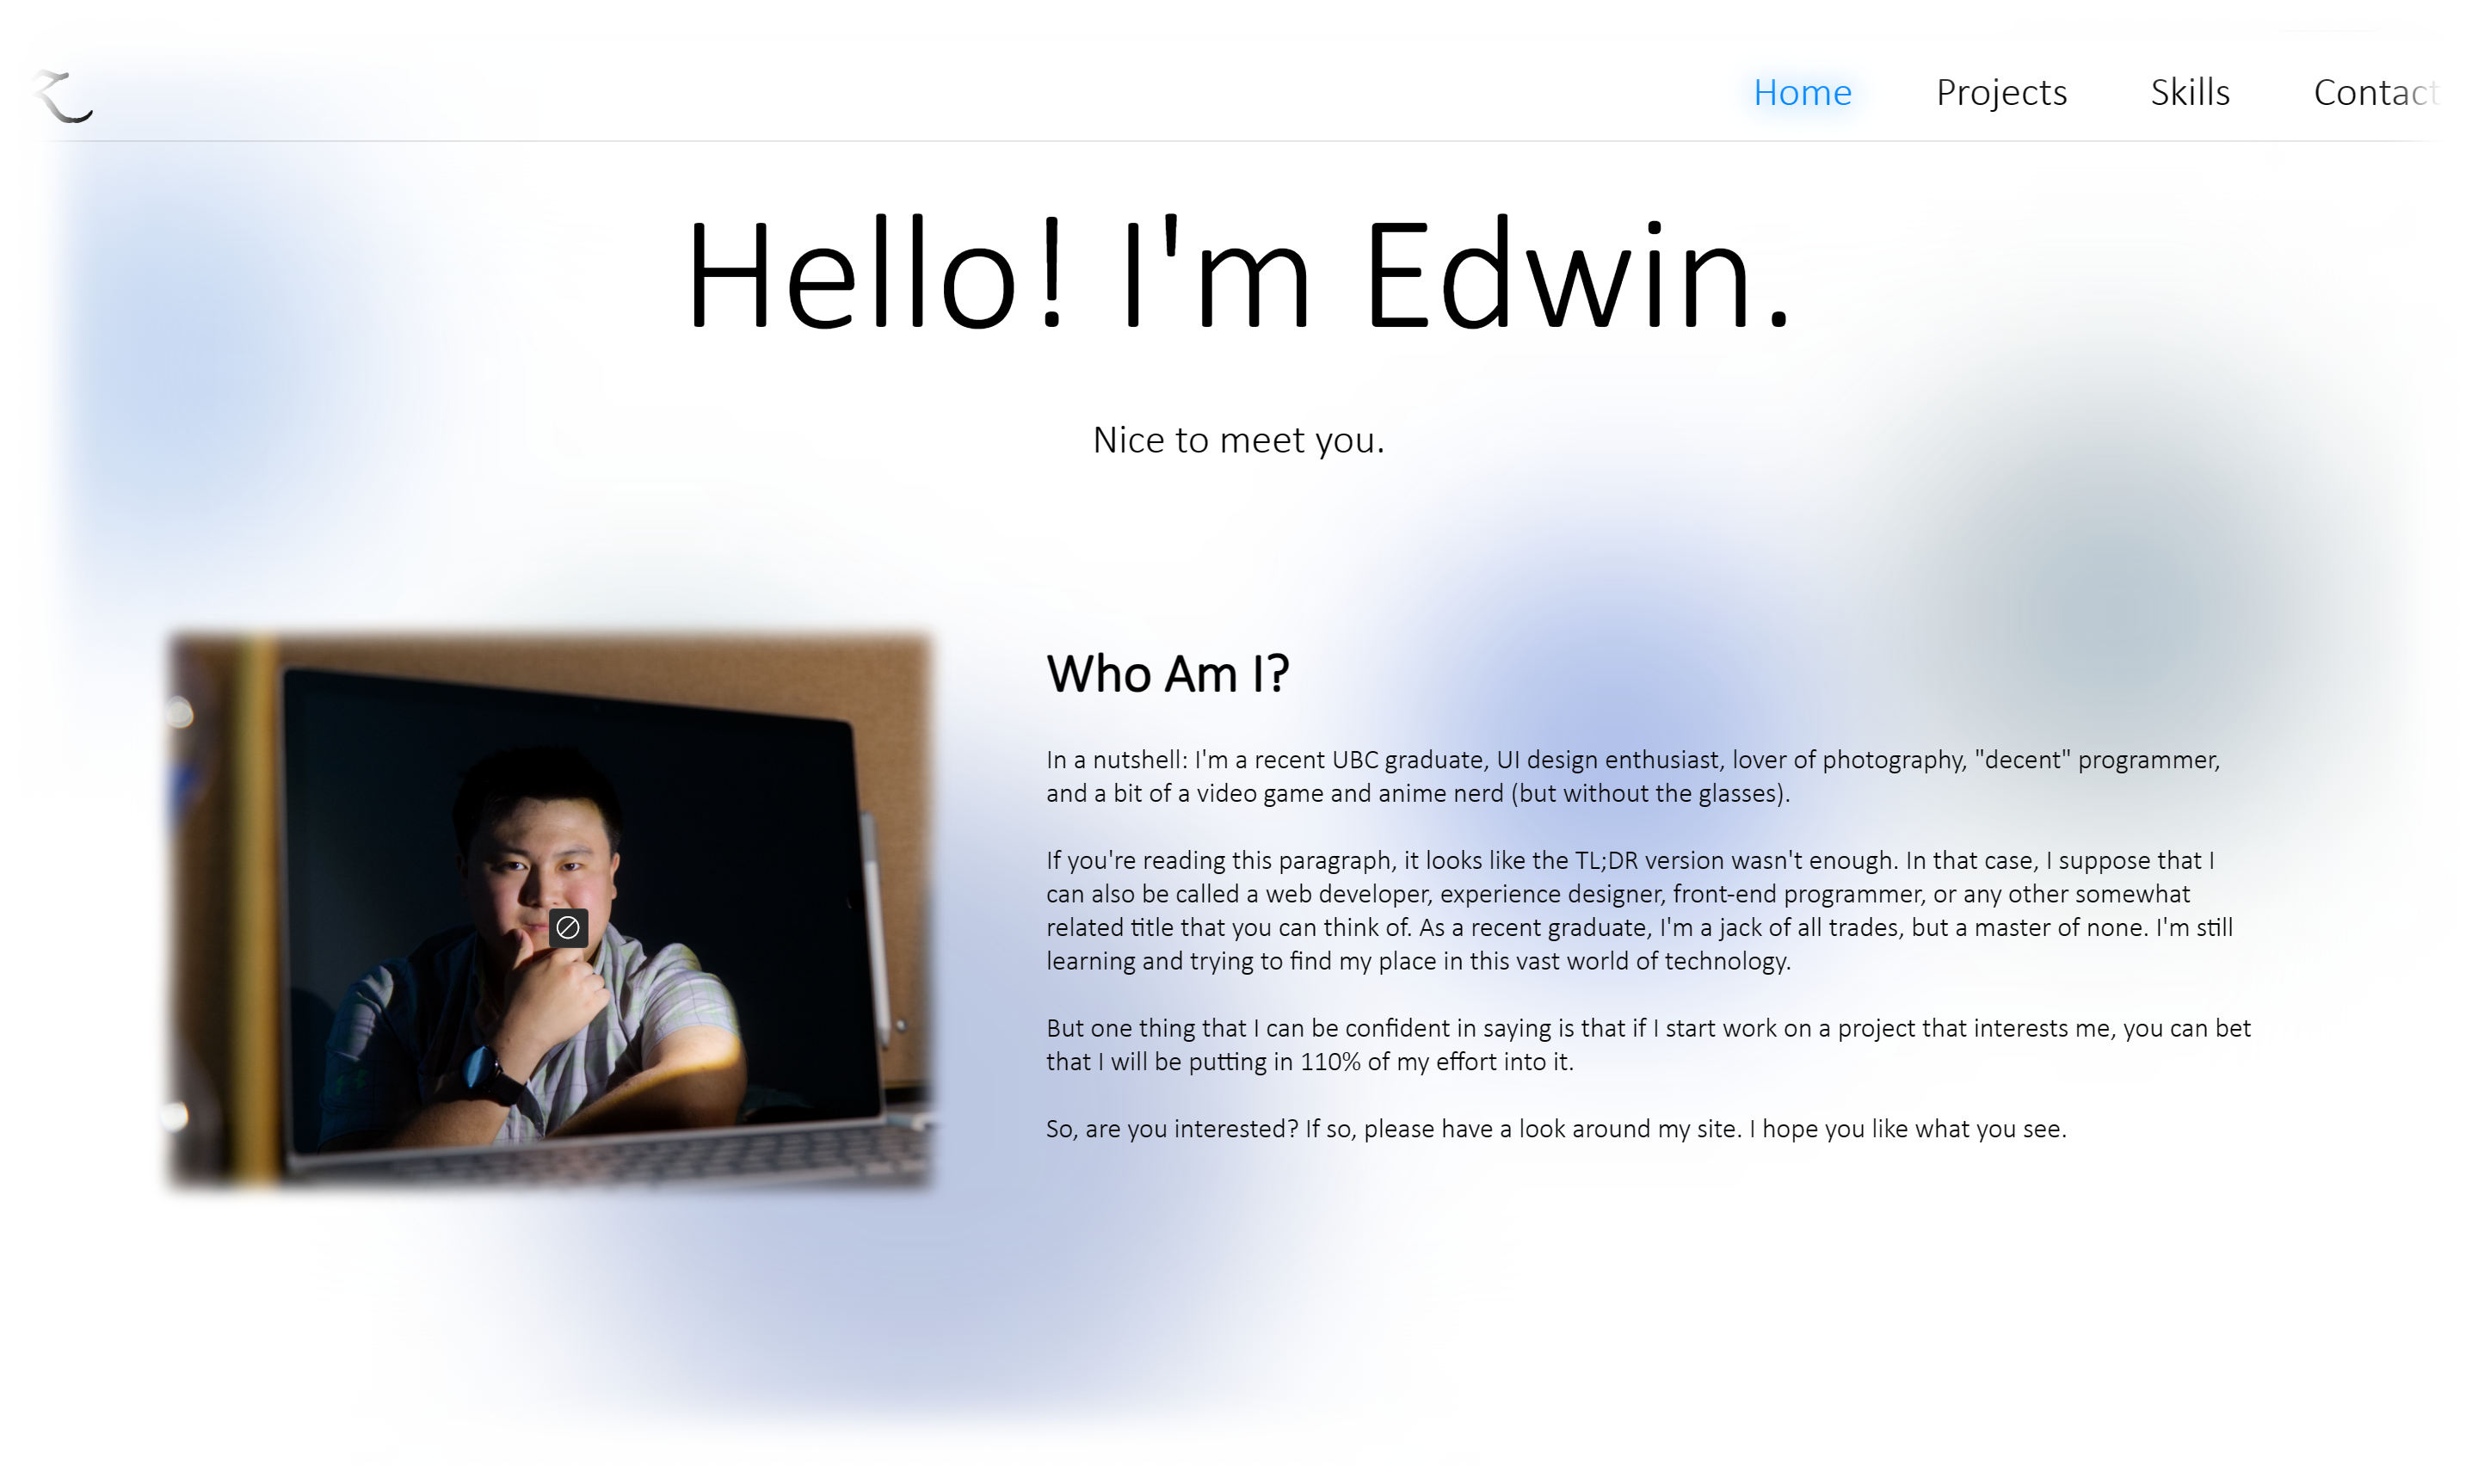 Home Projects Skills Contact
Hello! I'm Edwin.
Nice to meet you.
Who Am I?
In a nutshell: I'm a recent UBC graduate, UI design enthusiast, lover of photography, "decent" programmer,
and a bit of a video game and anime nerd (but without the glasses).
If you're reading this paragraph, it looks like the TL;DR version wasn't enough. In that case, I suppose that I
can also be called a web developer, experience designer, front-end programmer, or any other somewhat
related title that you can think of. As a recent graduate, I'm a jack of all trades, but a master of none. I'm still
learning and trying to find my place in this vast world of technology.
But one thing that I can be confident in saying is that if I start work on a project that interests me, you can bet
that I will be putting in 110% of my effort into it.
So, are you interested? If so, please have a look around my site. I hope you like what you see.